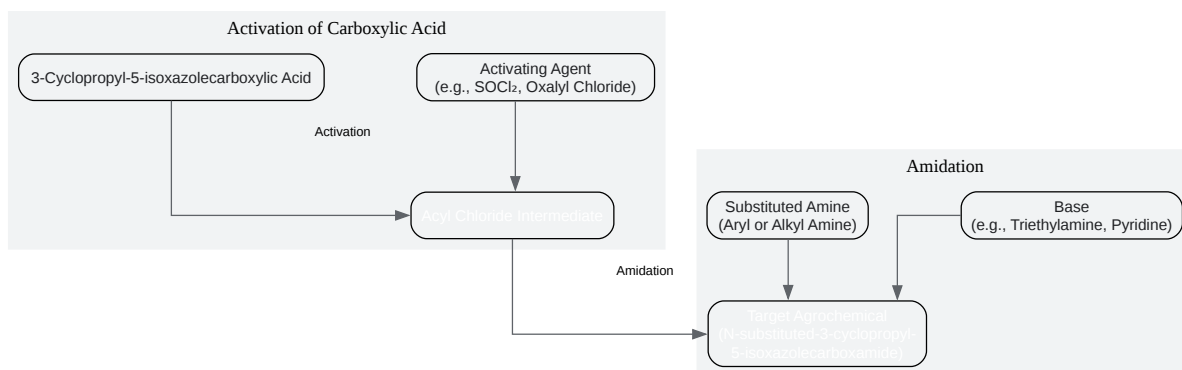 Activation of Carboxylic Acid
3-Cyclopropyl-5-isoxazolecarboxylic Acid
Activating Agent
(e.g., SOCl₂, Oxalyl Chloride)
Activation
Acyl Chloride Intermediate
Amidation
Amidation
Substituted Amine
(Aryl or Alkyl Amine)
Base
(e.g., Triethylamine, Pyridine)
Target Agrochemical
(N-substituted-3-cyclopropyl-
5-isoxazolecarboxamide)